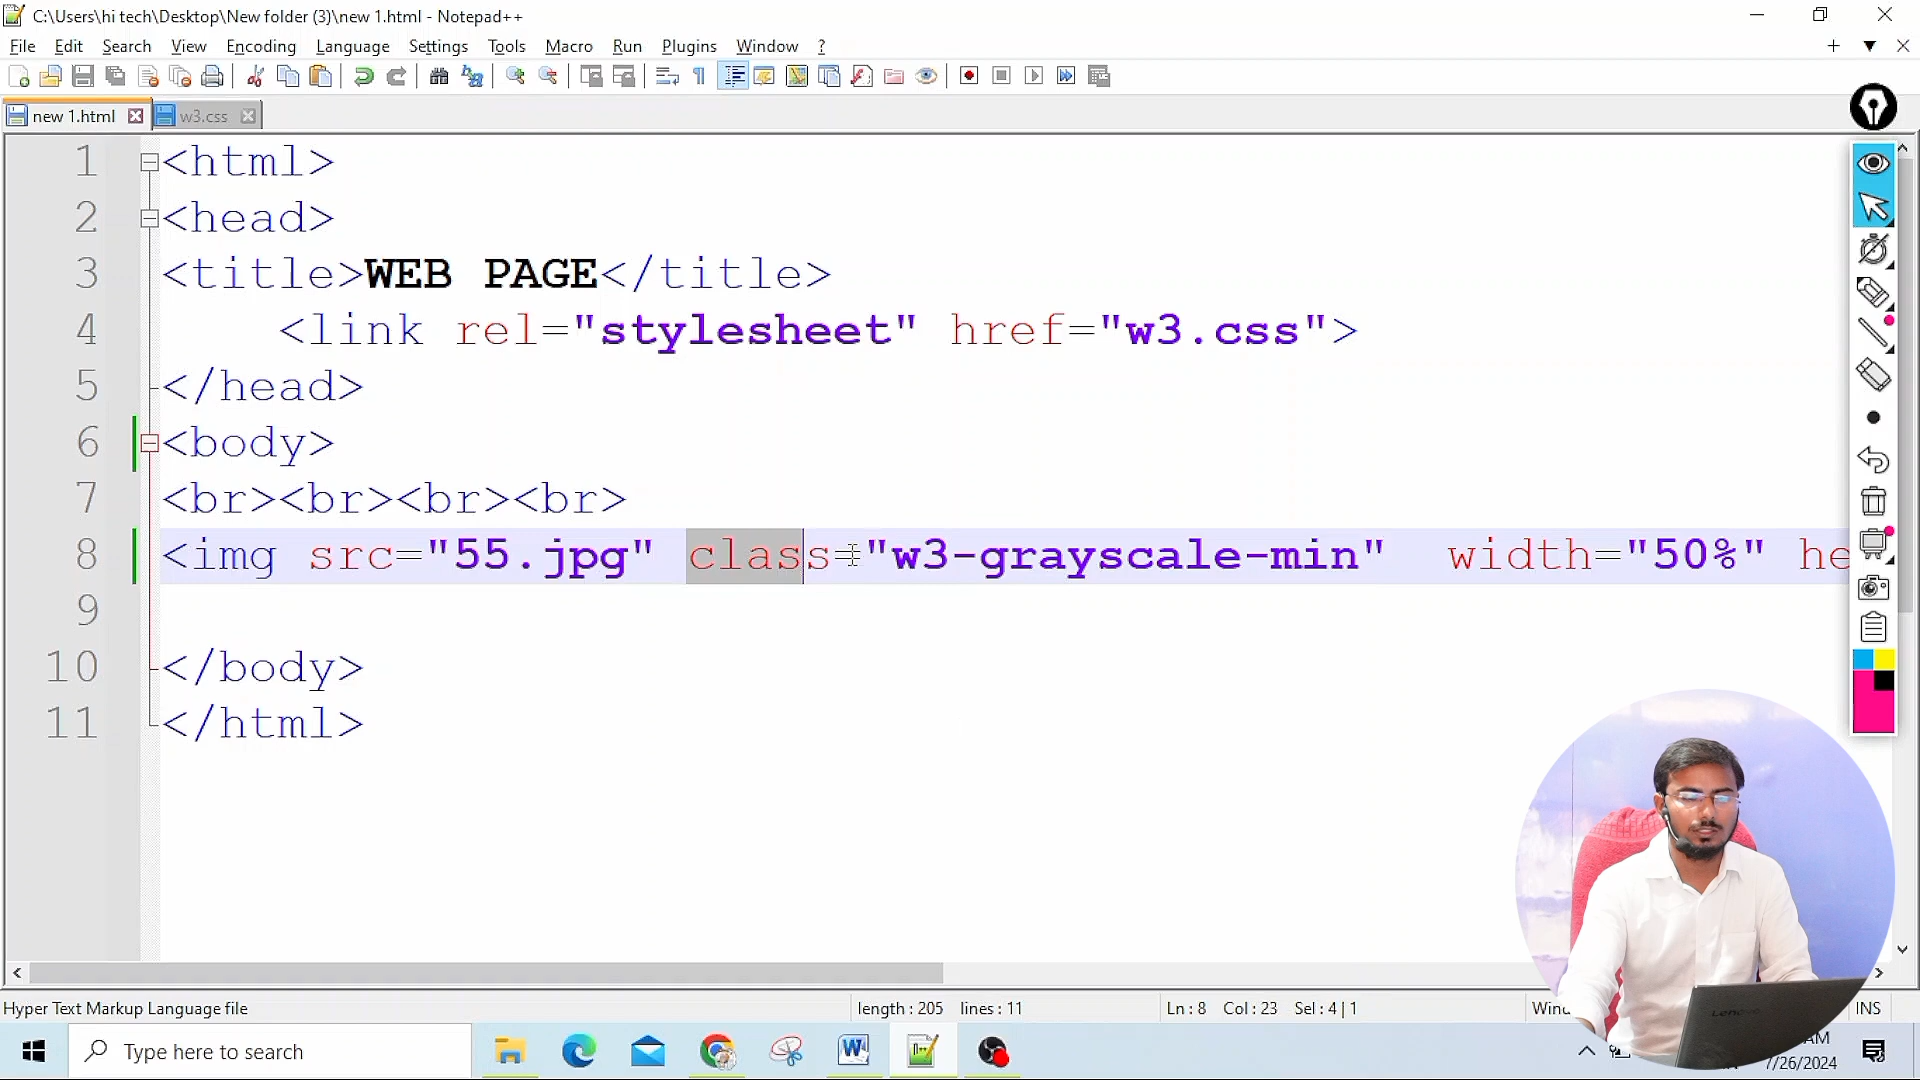 C:\Users\hi tech\Desktop\New folder (3)\new 1.html - Notepad++
File Edit Search View Encoding Language Settings Tools Macro Run Plugins Window ?
new 1.html w3.css
1 <html>
2 <head>
3 <title>WEB PAGE</title>
4 <link rel="stylesheet" href="w3.css">
5 </head>
6 <body>
7 <br><br><br><br>
8 <img src="55.jpg" class="w3-grayscale-min" width="50%" he
9
10 </body>
11 </html>
Hyper Text Markup Language file length : 205 lines : 11 Ln : 8 Col : 23 Sel : 4 | 1 Wind INS
Type here to search
AM
7/26/2024